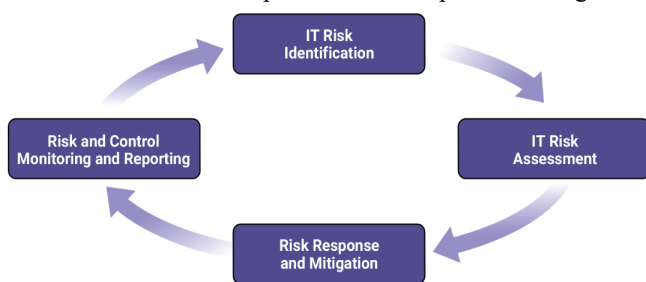 IT Risk
Identification
IT Risk
Assessment
Risk Response
and Mitigation
Risk and Control
Monitoring and Reporting